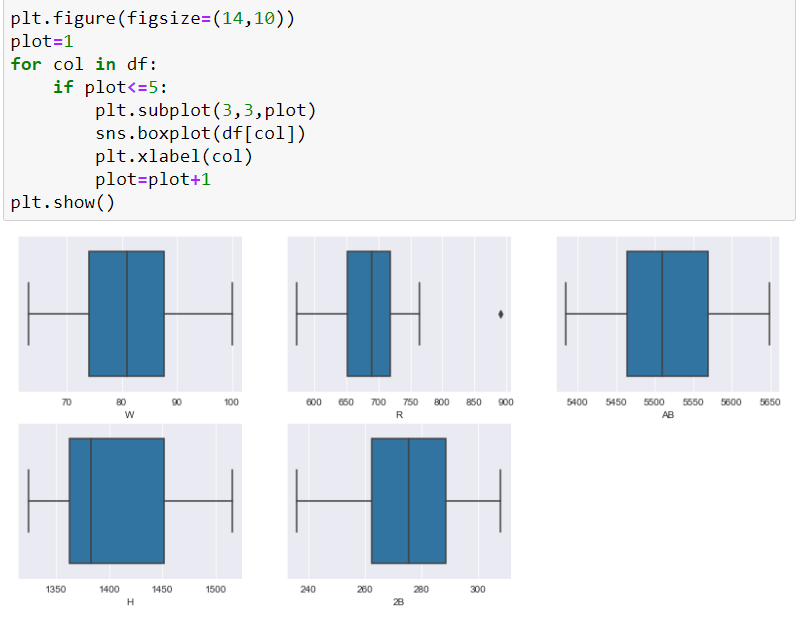 plt.figure(figsize=(14,10))
plot=1
for col in df:
    if plot<=5:
        plt.subplot(3,3,plot)
        sns.boxplot(df[col])
        plt.xlabel(col)
        plot=plot+1
plt.show()
70 80 90 100
W
600 650 700 750 800 850 900
R
5400 5450 5500 5550 5600 5650
AB
1350 1400 1450 1500
H
240 260 280 300
2B